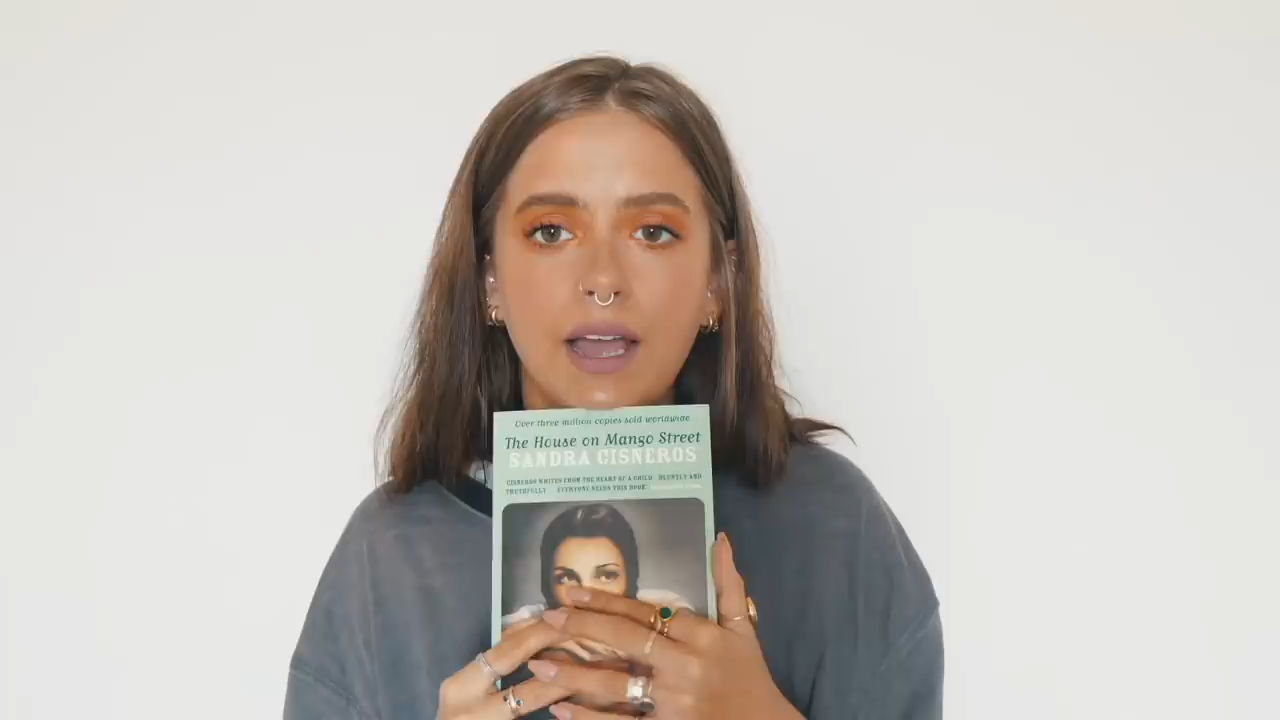 Over three million copies sold worldwide
The House on Mango Street
SANDRA CISNEROS
CISNEROS WRITES FROM THE HEART OF A CHILD BLUNTLY AND
TRUTHFULLY EVERYONE NEEDS THIS BOOK